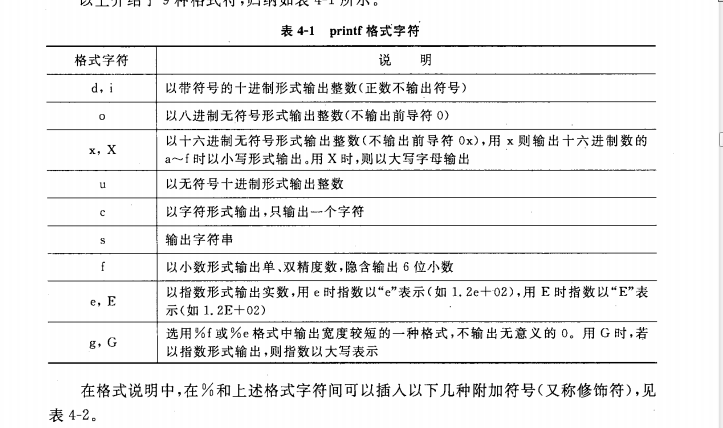 以上介绍了9种格式符,归纳如表4-1所示。
表 4-1 printf 格式字符
格式字符 说 明
d, i 以带符号的十进制形式输出整数(正数不输出符号)
o 以八进制无符号形式输出整数(不输出前导符 0)
x, X 以十六进制无符号形式输出整数(不输出前导符 0x),用 x 则输出十六进制数的
a～f 时以小写形式输出。用 X 时,则以大写字母输出
u 以无符号十进制形式输出整数
c 以字符形式输出,只输出一个字符
s 输出字符串
f 以小数形式输出单、双精度数,隐含输出 6 位小数
e, E 以指数形式输出实数,用 e 时指数以“e”表示(如 1.2e+02),用 E 时指数以“E”表
示(如 1.2E+02)
g, G 选用%f 或%e 格式中输出宽度较短的一种格式,不输出无意义的 0。用 G 时,若
以指数形式输出,则指数以大写表示
在格式说明中,在%和上述格式字符间可以插入以下几种附加符号(又称修饰符),见
表 4-2。